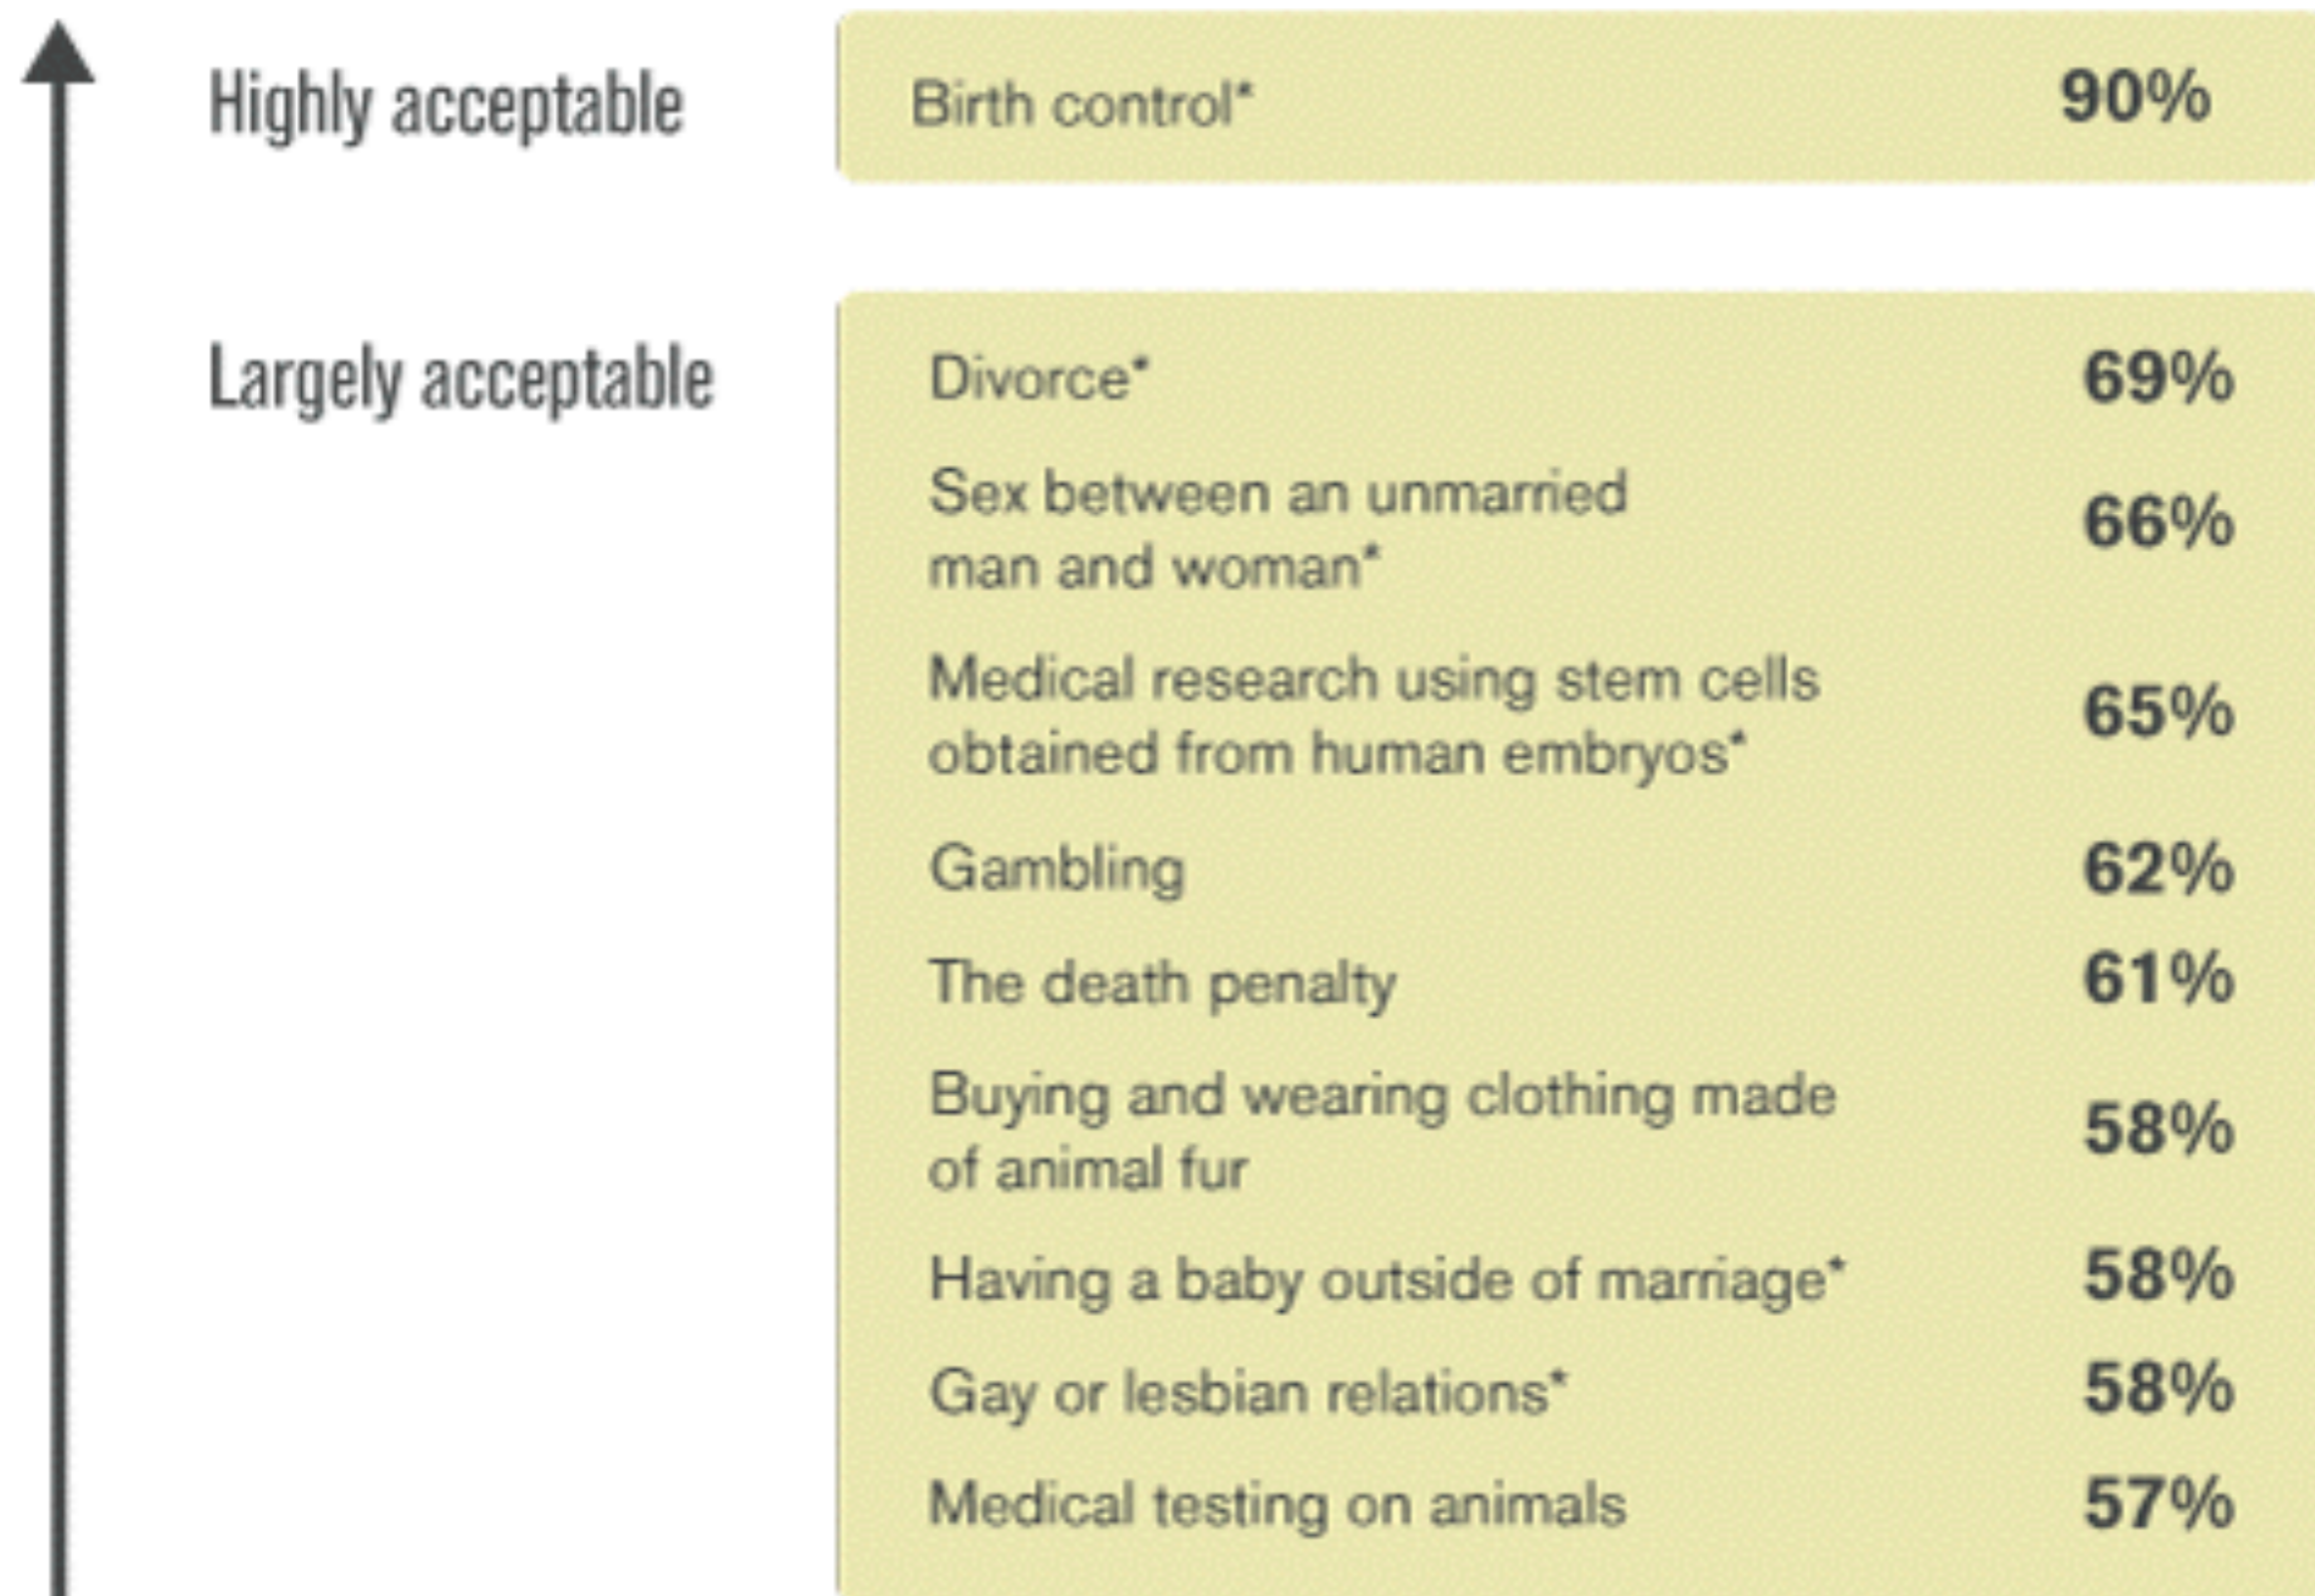 Highly acceptable
Birth control* 90%
Largely acceptable
Divorce* 69%
Sex between an unmarried
man and woman* 66%
Medical research using stem cells
obtained from human embryos* 65%
Gambling 62%
The death penalty 61%
Buying and wearing clothing made
of animal fur 58%
Having a baby outside of marriage* 58%
Gay or lesbian relations* 58%
Medical testing on animals 57%